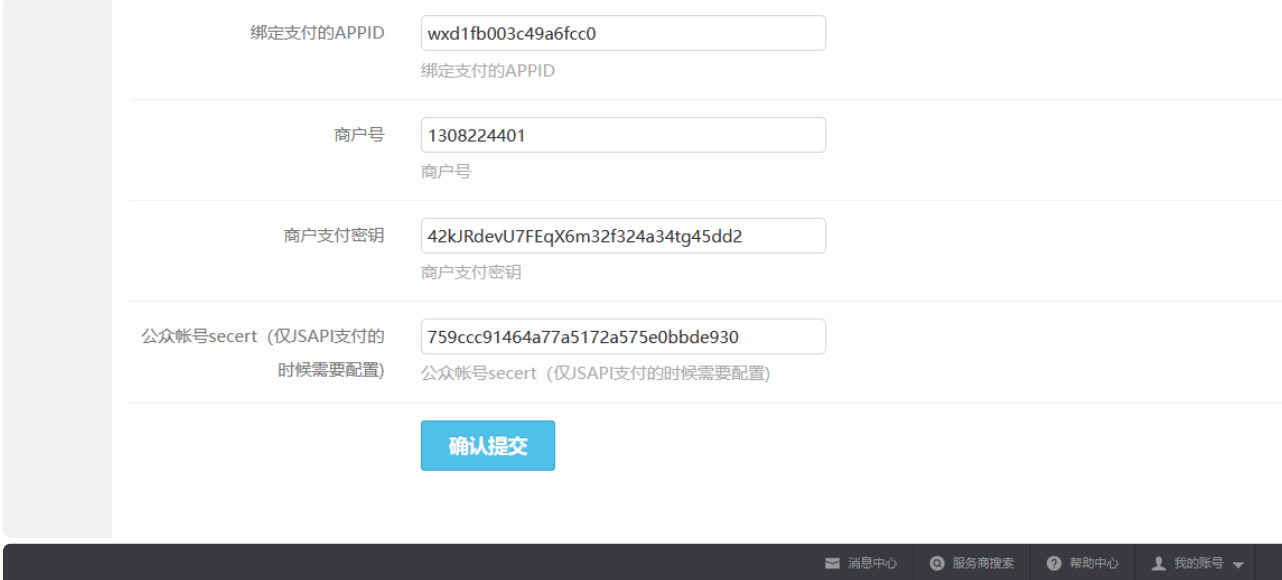 绑定支付的APPID
wxd1fb003c49a6fcc0
绑定支付的APPID
商户号
1308224401
商户号
商户支付密钥
42kJRdevU7FEqX6m32f324a34tg45dd2
商户支付密钥
公众帐号secert（仅JSAPI支付的
时候需要配置)
759ccc91464a77a5172a575e0bbde930
公众帐号secert（仅JSAPI支付的时候需要配置)
确认提交
消息中心 服务商搜索 帮助中心 我的账号